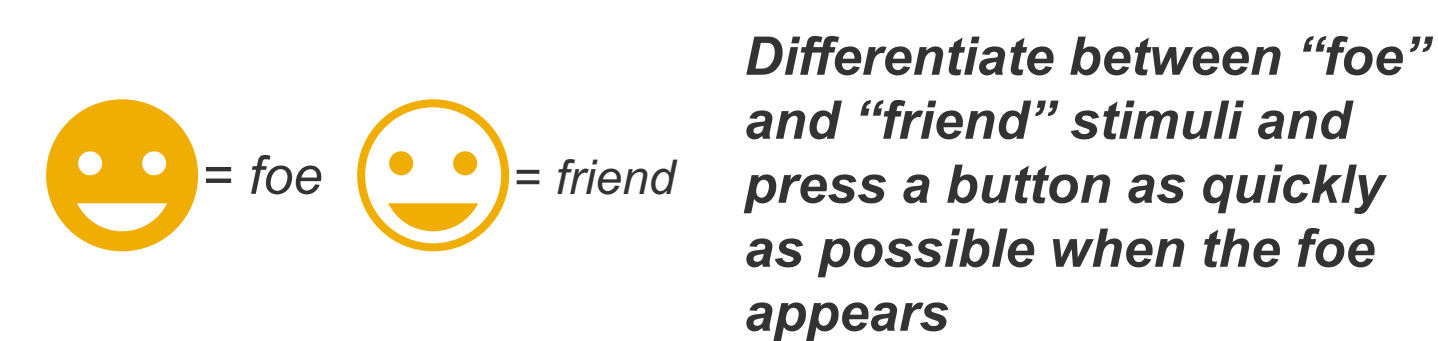 = foe
= friend
Differentiate between “foe”
and “friend” stimuli and
press a button as quickly
as possible when the foe
appears